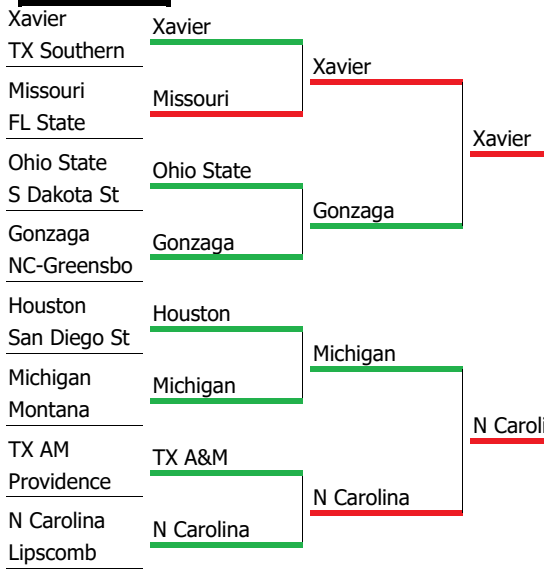 Xavier
TX Southern
Missouri
FL State
Ohio State
S Dakota St
Gonzaga
NC-Greensbo
Houston
San Diego St
Michigan
Montana
TX AM
Providence
N Carolina
Lipscomb
Xavier
Missouri
Ohio State
Gonzaga
Houston
Michigan
TX A&M
N Carolina
Xavier
Gonzaga
Michigan
N Carolina
Xavier
N Caroli